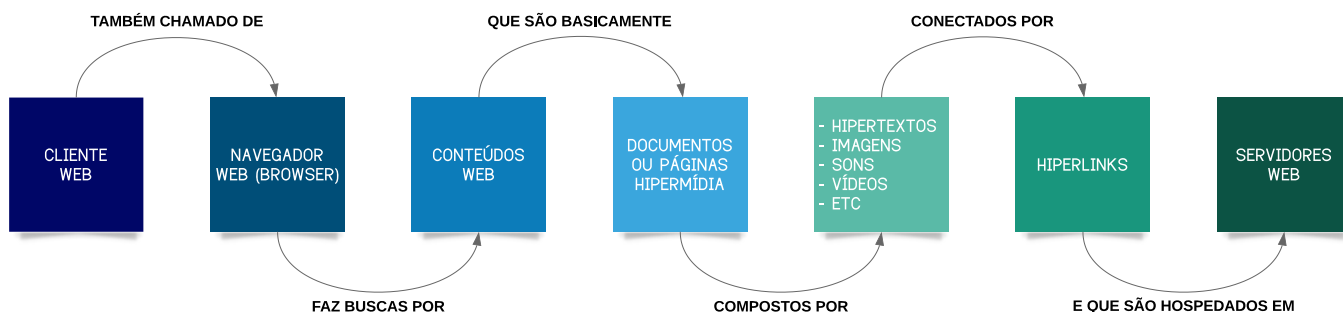 TAMBÉM CHAMADO DE
QUE SÃO BASICAMENTE
CONECTADOS POR
CLIENTE
WEB
NAVEGADOR
WEB (BROWSER)
CONTEÚDOS
WEB
DOCUMENTOS
OU PÁGINAS
HIPERMÍDIA
- HIPERTEXTOS
- IMAGENS
- SONS
- VÍDEOS
- ETC
HIPERLINKS
SERVIDORES
WEB
FAZ BUSCAS POR
COMPOSTOS POR
E QUE SÃO HOSPEDADOS EM